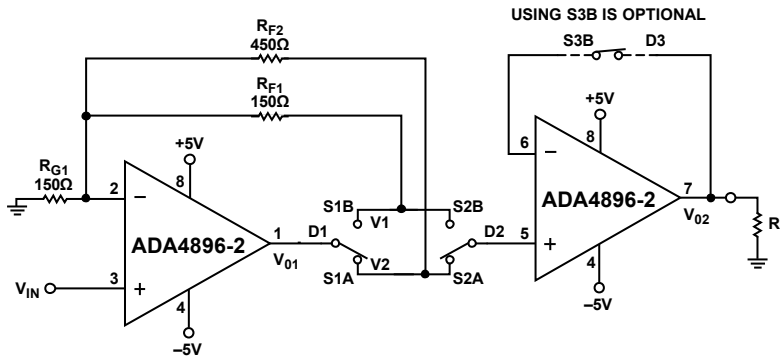 USING S3B IS OPTIONAL
RF2
450Ω
S3B
D3
RF1
150Ω
+5V
+5V
6
8
−
RG1
150Ω
2
8
−
7
ADA4896-2
V02
R
S1B
V1
S2B
ADA4896-2
1
D1
D2
5
+
V01
VIN
3
+
V2
S1A
S2A
4
−5V
4
−5V